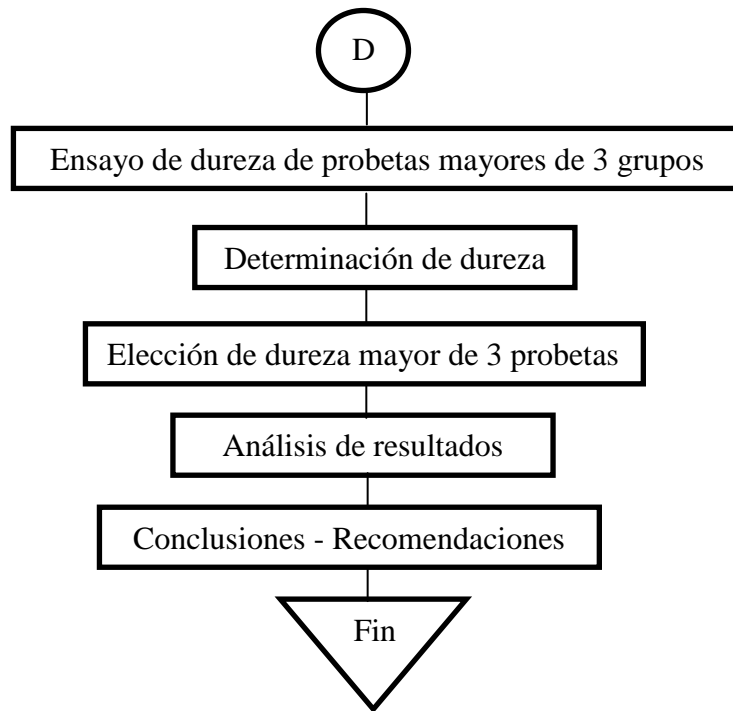 D
Ensayo de dureza de probetas mayores de 3 grupos
Determinación de dureza
Elección de dureza mayor de 3 probetas
Análisis de resultados
Conclusiones - Recomendaciones
Fin